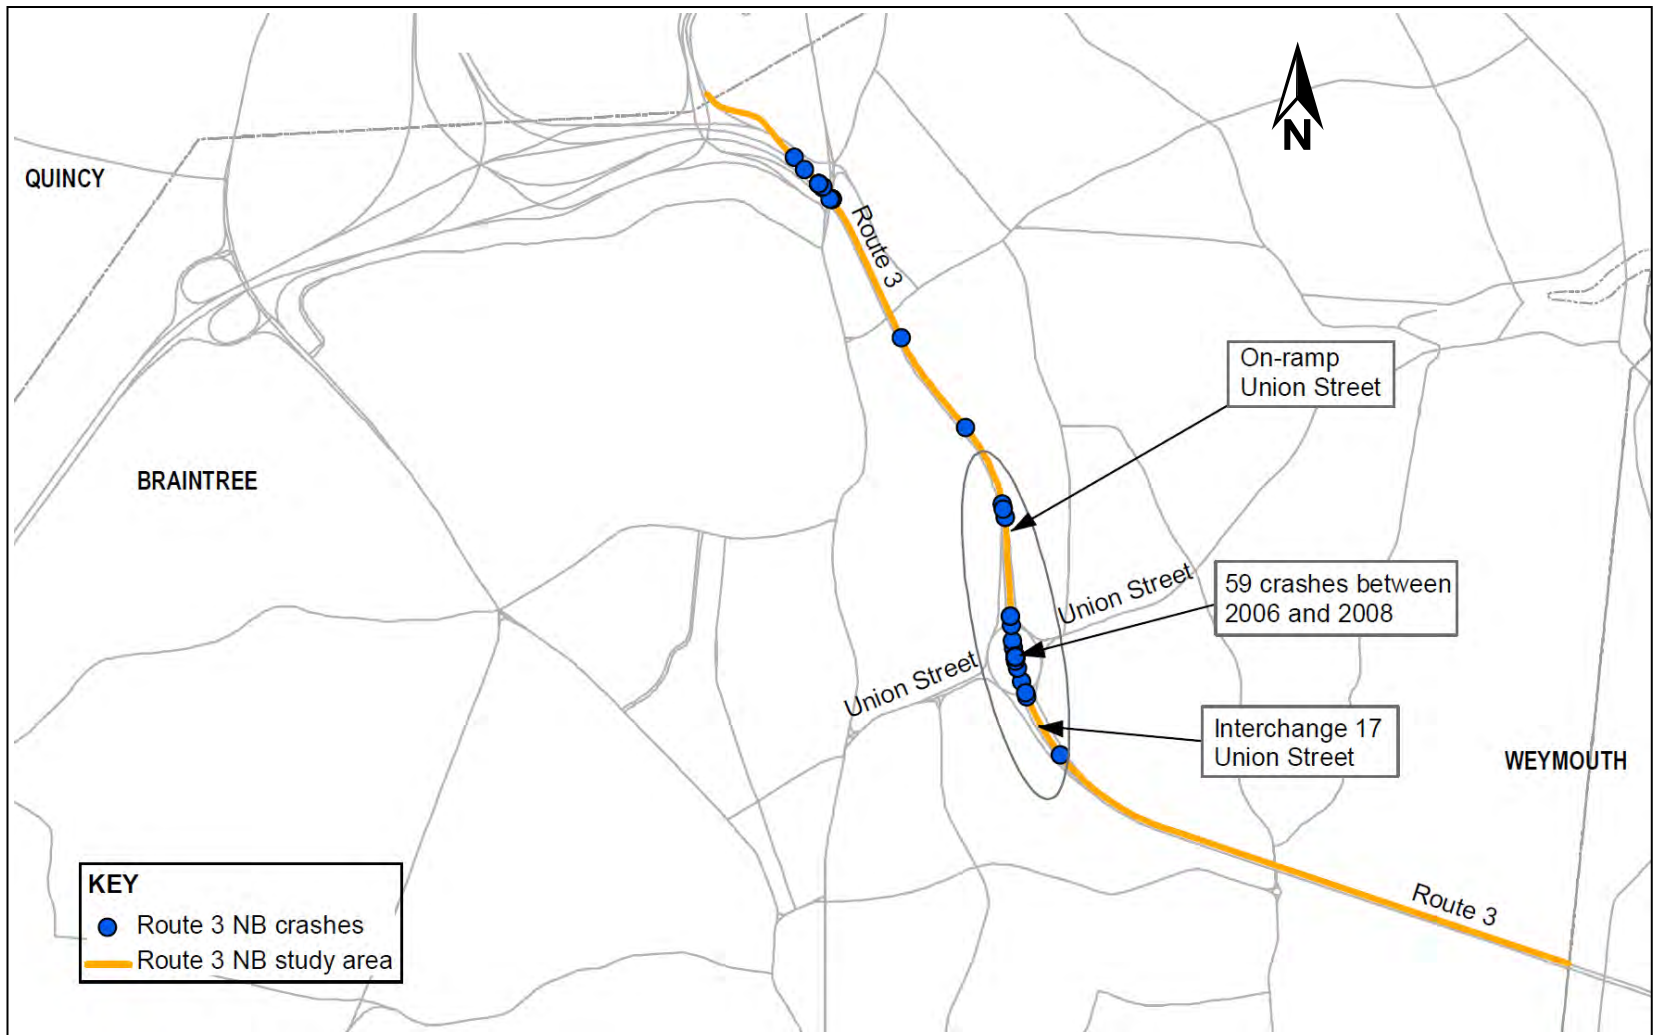 N
QUINCY
Route 3
On-ramp
Union Street
BRAINTREE
Union Street
59 crashes between
2006 and 2008
Union Street
Interchange 17
Union Street
WEYMOUTH
KEY
Route 3 NB crashes
Route 3 NB study area
Route 3